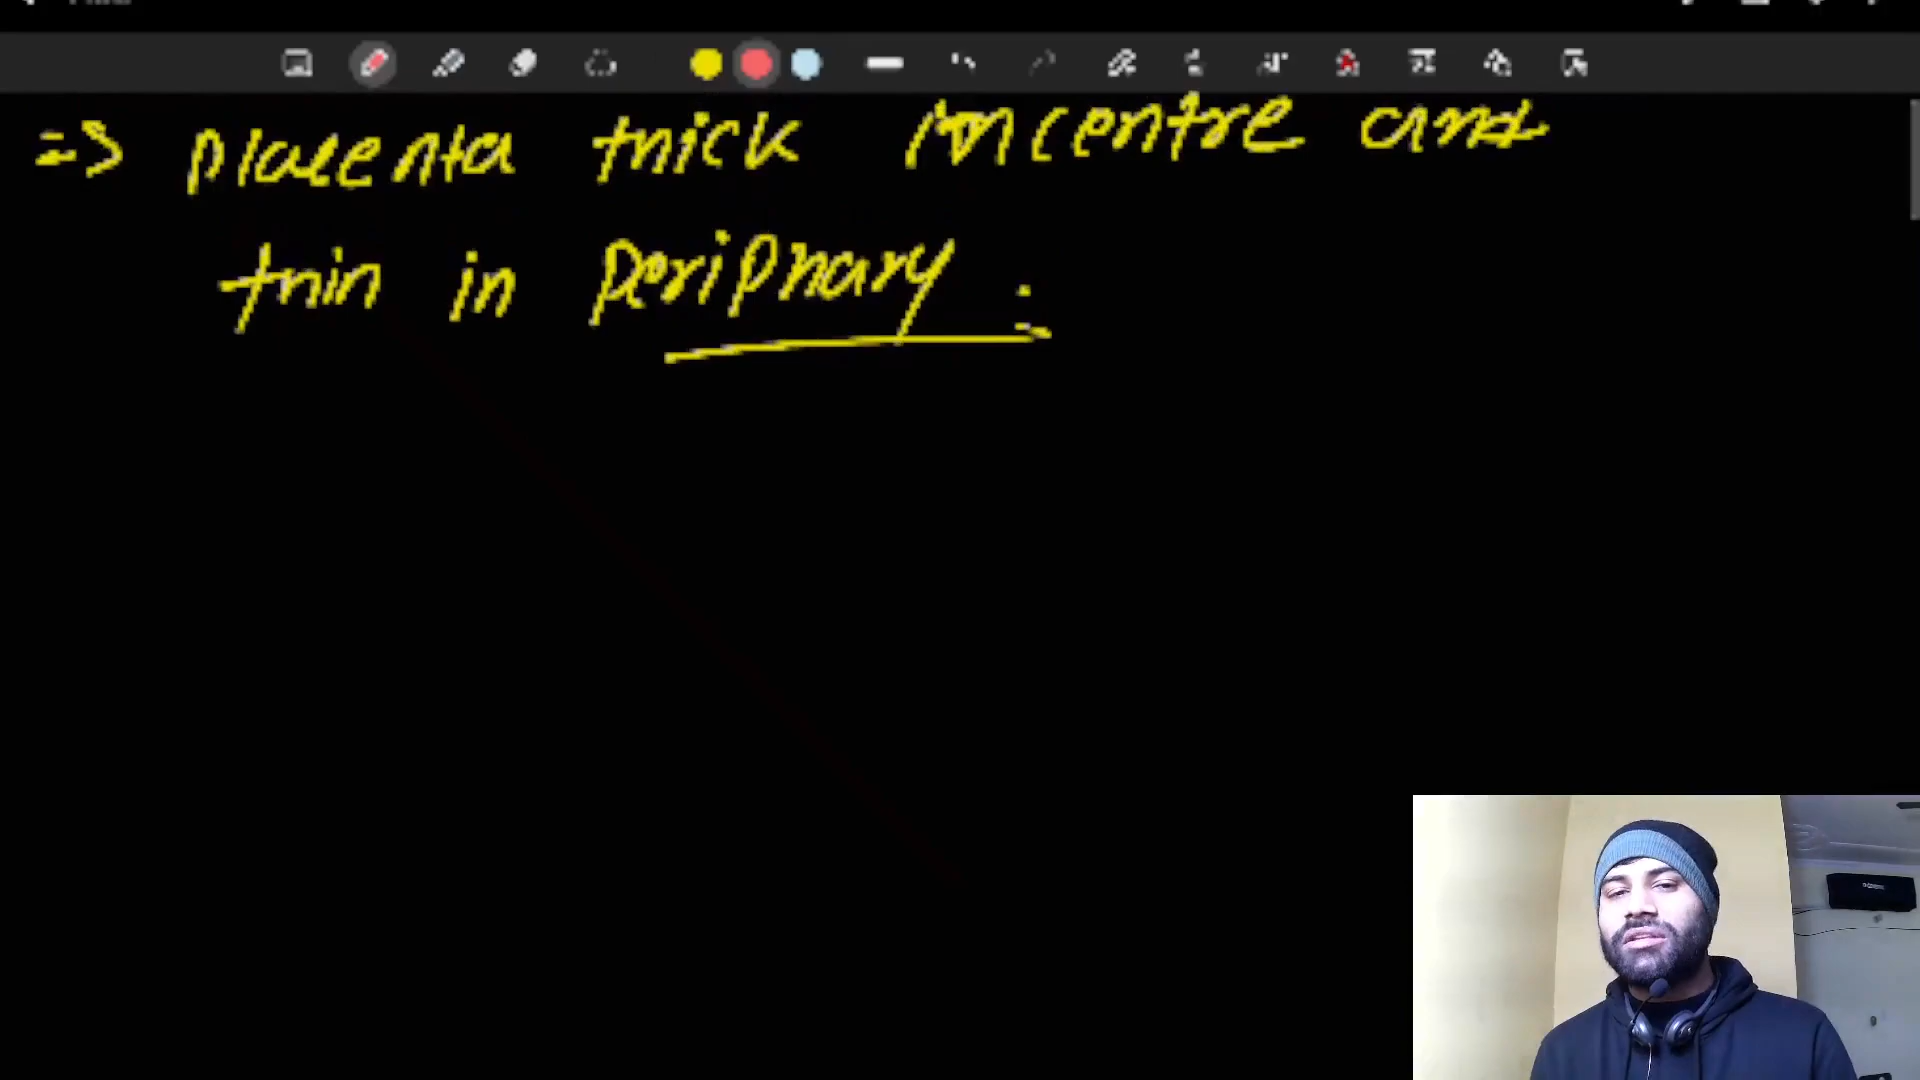 => placenta thick in centre and
thin in periphary :